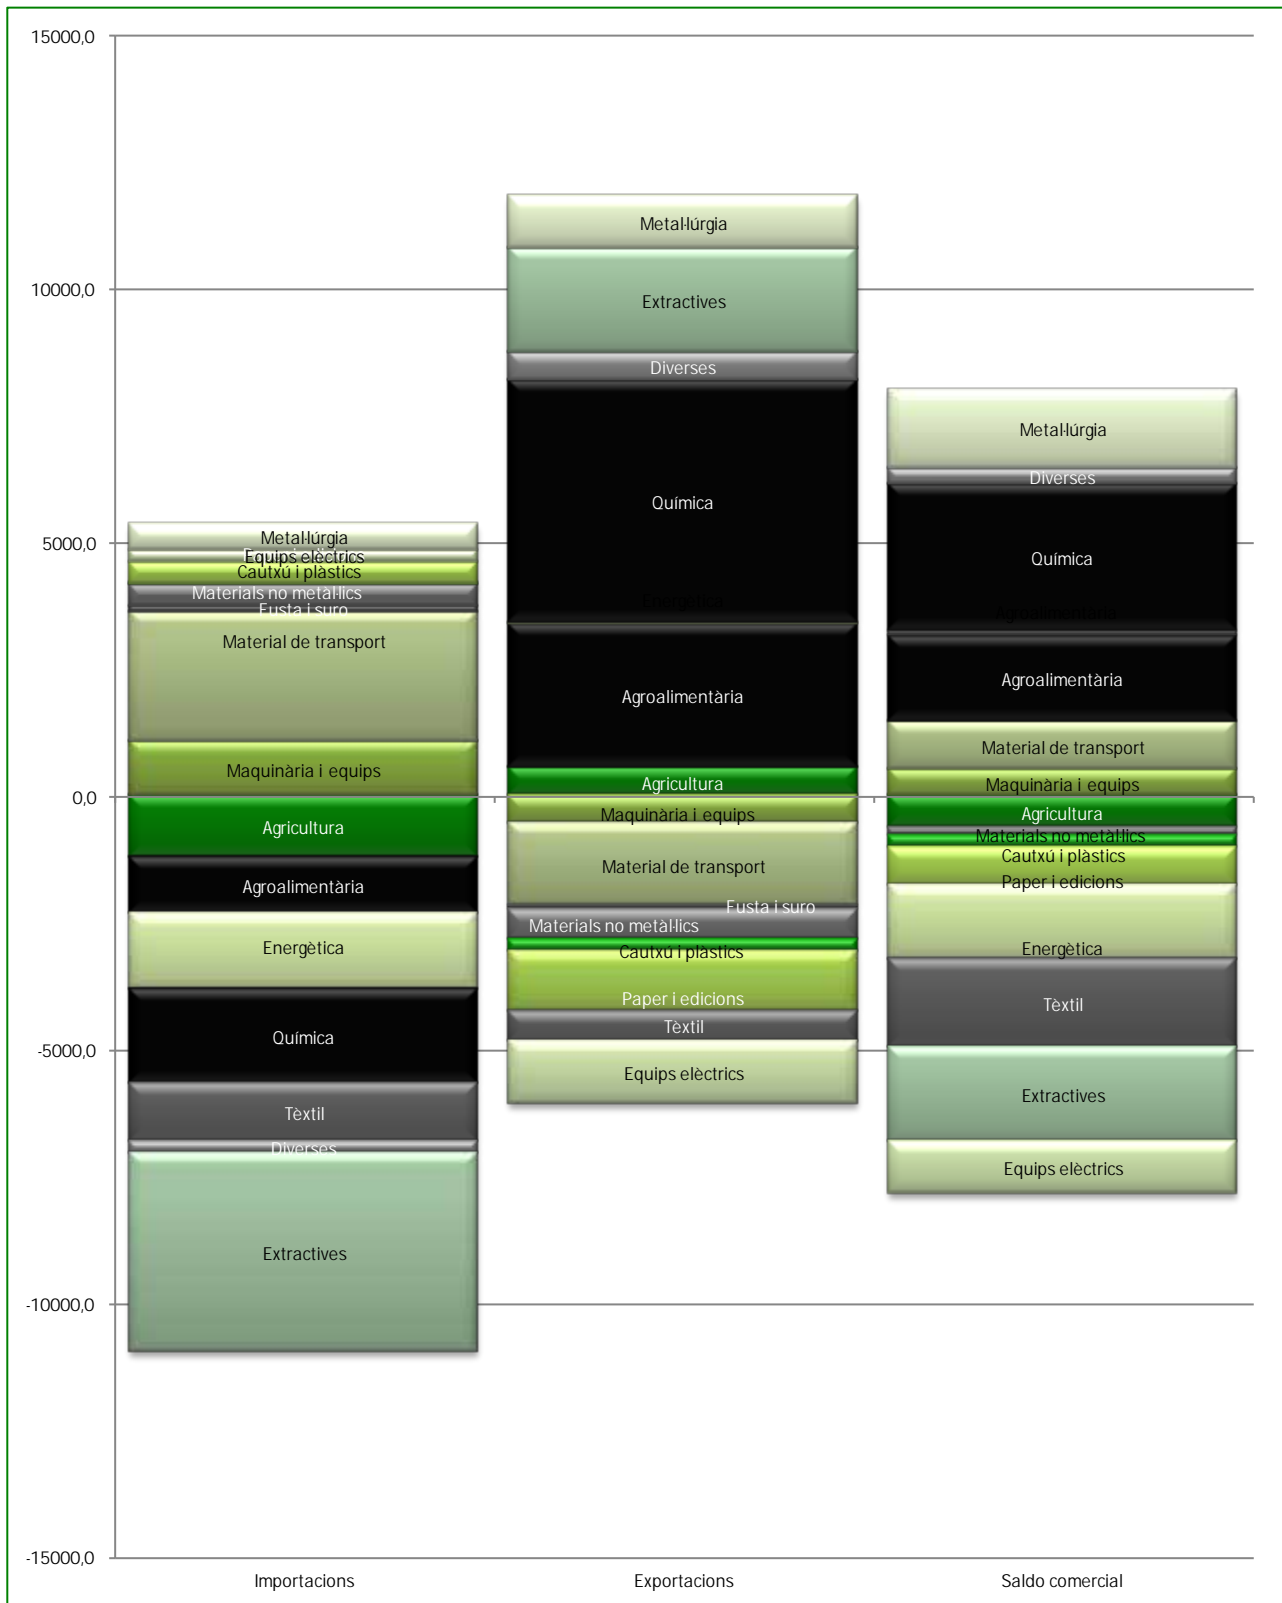 15000,0
10000,0
5000,0
0,0
-5000,0
-10000,0
-15000,0
Metal·lúrgia
Equips elèctrics
Cautxú i plàstics
Materials no metàl·lics
Fusta i suro
Material de transport
Maquinària i equips
Agricultura
Agroalimentària
Energètica
Química
Tèxtil
Diverses
Extractives
Metal·lúrgia
Extractives
Diverses
Química
Energètica
Agroalimentària
Agricultura
Maquinària i equips
Material de transport
Fusta i suro
Materials no metàl·lics
Cautxú i plàstics
Paper i edicions
Tèxtil
Equips elèctrics
Metal·lúrgia
Diverses
Química
Agroalimentària
Agroalimentària
Material de transport
Maquinària i equips
Agricultura
Materials no metàl·lics
Cautxú i plàstics
Paper i edicions
Energètica
Tèxtil
Extractives
Equips elèctrics
Importacions
Exportacions
Saldo comercial